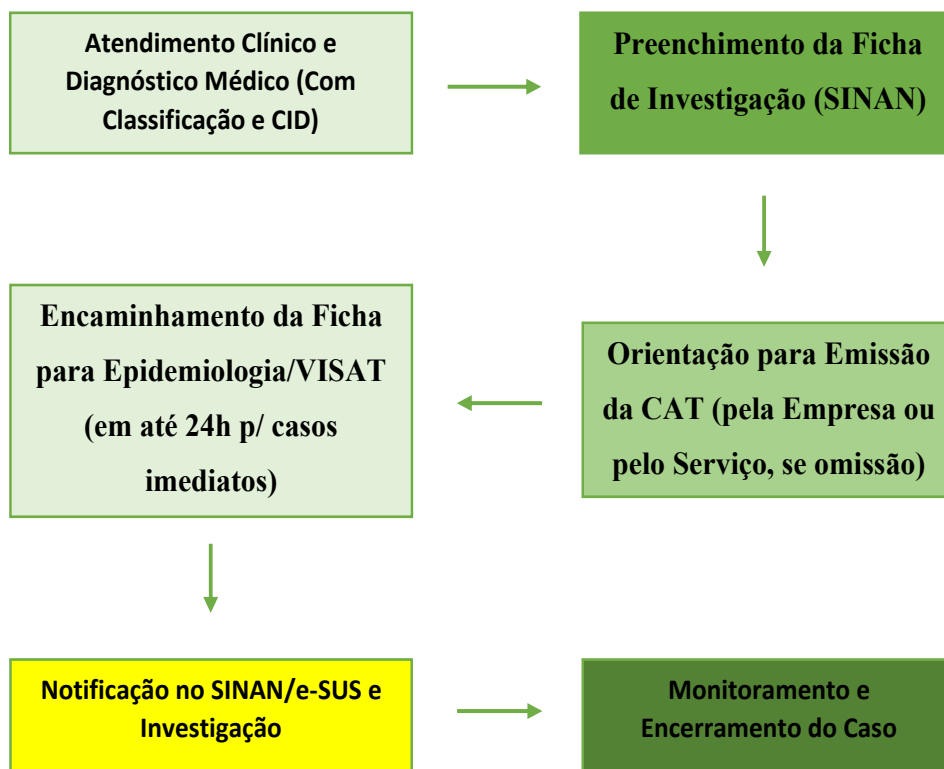 Atendimento Clínico e
Diagnóstico Médico (Com
Classificação e CID)
Preenchimento da Ficha
de Investigação (SINAN)
Orientação para Emissão
da CAT (pela Empresa ou
pelo Serviço, se omissão)
Encaminhamento da Ficha
para Epidemiologia/VISAT
(em até 24h p/ casos
imediatos)
Notificação no SINAN/e-SUS e
Investigação
Monitoramento e
Encerramento do Caso